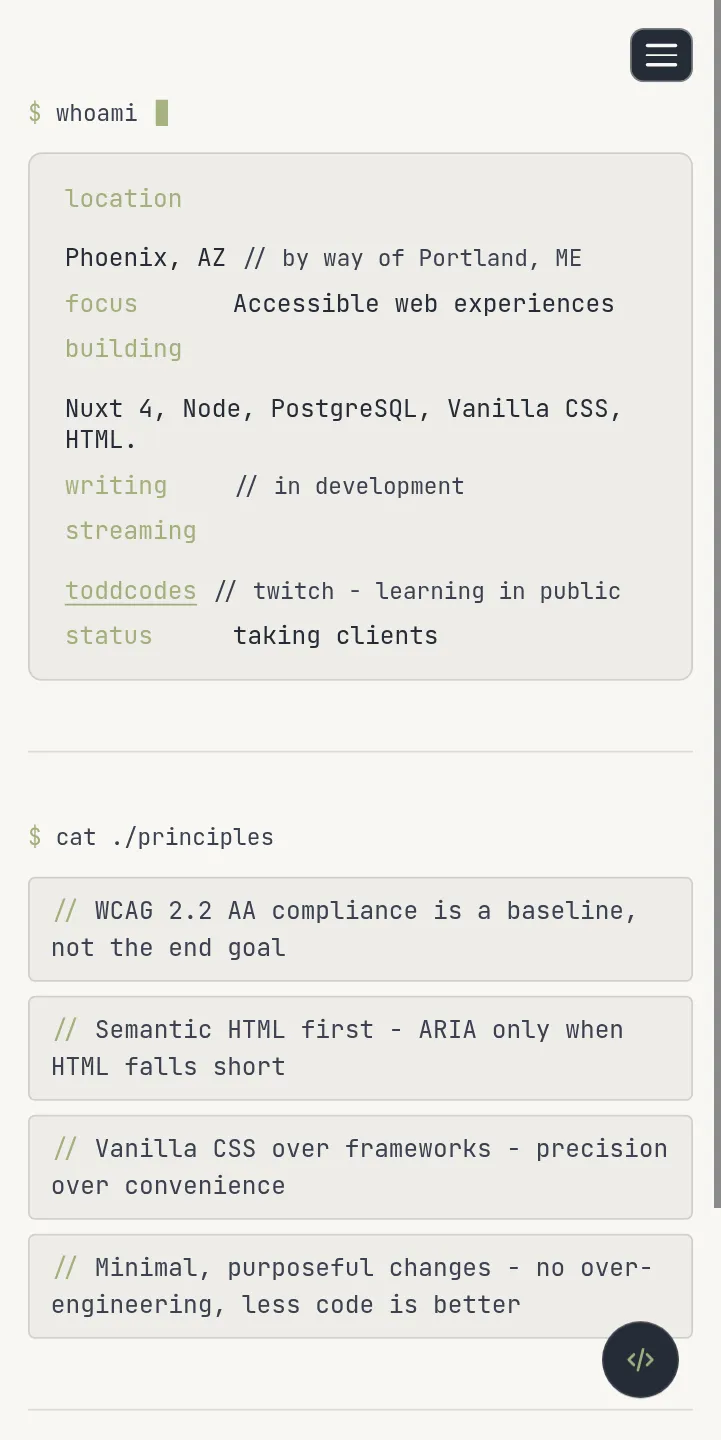 $ whoami
location
Phoenix, AZ // by way of Portland, ME
focus Accessible web experiences
building
Nuxt 4, Node, PostgreSQL, Vanilla CSS,
HTML.
writing // in development
streaming
toddcodes // twitch - learning in public
status taking clients
$ cat ./principles
// WCAG 2.2 AA compliance is a baseline,
not the end goal
// Semantic HTML first - ARIA only when
HTML falls short
// Vanilla CSS over frameworks - precision
over convenience
// Minimal, purposeful changes - no over-
engineering, less code is better
</>